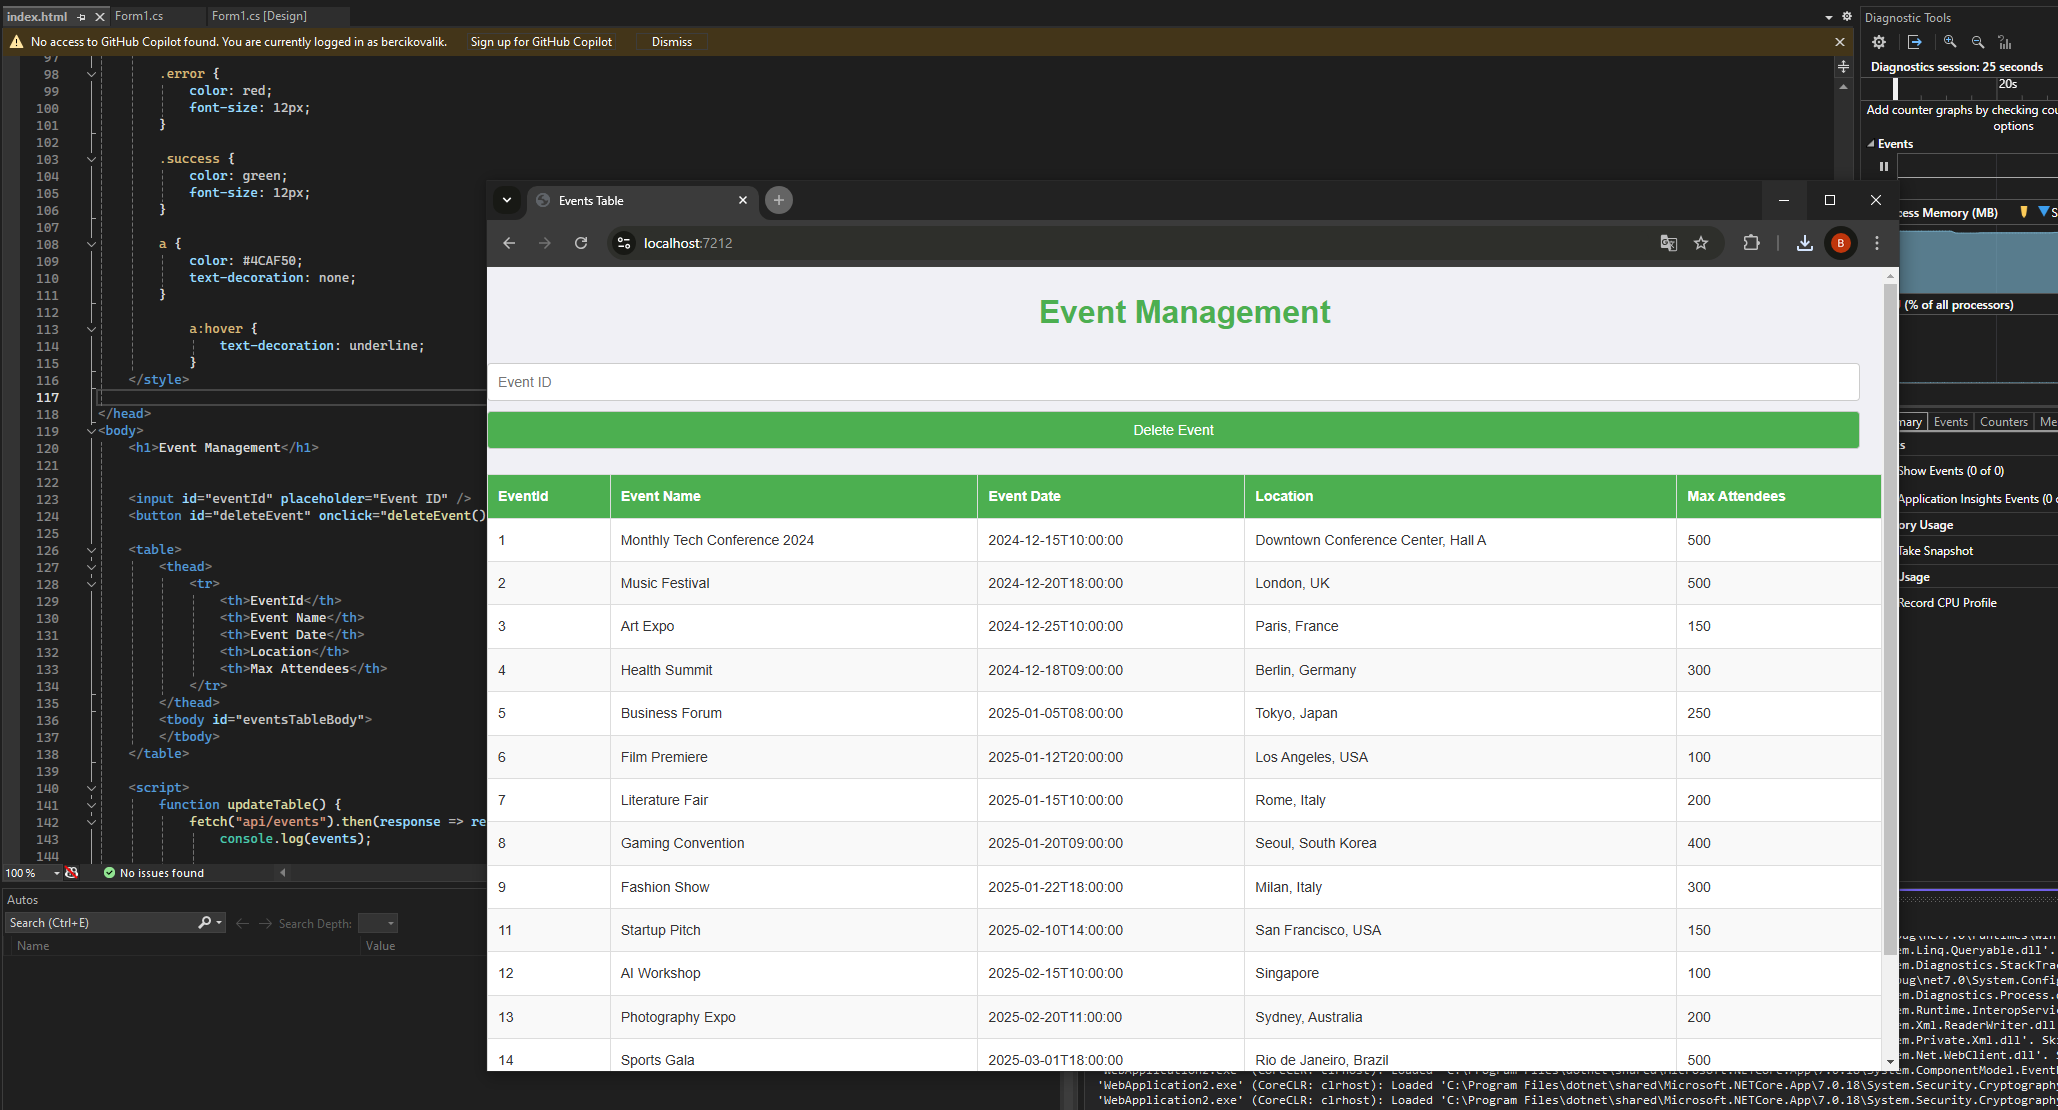 index.html
Form1.cs
Form1.cs [Design]
No access to GitHub Copilot found. You are currently logged in as bercikovalik.
Sign up for GitHub Copilot
Dismiss
97
98 .error {
99 color: red;
100 font-size: 12px;
101 }
102
103 .success {
104 color: green;
105 font-size: 12px;
106 }
107
108 a {
109 color: #4CAF50;
110 text-decoration: none;
111 }
112
113 a:hover {
114 text-decoration: underline;
115 }
116 </style>
117
118 </head>
119 <body>
120 <h1>Event Management</h1>
121
122
123 <input id="eventId" placeholder="Event ID" />
124 <button id="deleteEvent" onclick="deleteEvent()
125
126 <table>
127 <thead>
128 <tr>
129 <th>EventId</th>
130 <th>Event Name</th>
131 <th>Event Date</th>
132 <th>Location</th>
133 <th>Max Attendees</th>
134 </tr>
135 </thead>
136 <tbody id="eventsTableBody">
137 </tbody>
138 </table>
139
140 <script>
141 function updateTable() {
142 fetch("api/events").then(response => re
143 console.log(events);
144
100 %
No issues found
Autos
Search (Ctrl+E)
Search Depth:
Name Value
Events Table
localhost:7212
B
Event Management
Event ID
Delete Event
EventId Event Name Event Date Location Max Attendees
1 Monthly Tech Conference 2024 2024-12-15T10:00:00 Downtown Conference Center, Hall A 500
2 Music Festival 2024-12-20T18:00:00 London, UK 500
3 Art Expo 2024-12-25T10:00:00 Paris, France 150
4 Health Summit 2024-12-18T09:00:00 Berlin, Germany 300
5 Business Forum 2025-01-05T08:00:00 Tokyo, Japan 250
6 Film Premiere 2025-01-12T20:00:00 Los Angeles, USA 100
7 Literature Fair 2025-01-15T10:00:00 Rome, Italy 200
8 Gaming Convention 2025-01-20T09:00:00 Seoul, South Korea 400
9 Fashion Show 2025-01-22T18:00:00 Milan, Italy 300
11 Startup Pitch 2025-02-10T14:00:00 San Francisco, USA 150
12 AI Workshop 2025-02-15T10:00:00 Singapore 100
13 Photography Expo 2025-02-20T11:00:00 Sydney, Australia 200
14 Sports Gala 2025-03-01T18:00:00 Rio de Janeiro, Brazil 500
Diagnostic Tools
Diagnostics session: 25 seconds
20s
Add counter graphs by checking cou
options
Events
cess Memory (MB) S
(% of all processors)
nary Events Counters Me
s
Show Events (0 of 0)
Application Insights Events (0 o
ory Usage
Take Snapshot
Usage
Record CPU Profile
em.Linq.Queryable.dll'.
em.Diagnostics.StackTra
ug\net7.0\System.Config
em.Diagnostics.Process.
em.Runtime.InteropServi
em.Xml.ReaderWriter.dll
em.Private.Xml.dll'. Sk
em.Net.WebClient.dll'.
em.ComponentModel.Event
'WebApplication2.exe' (CoreCLR: clrhost): Loaded 'C:\Program Files\dotnet\shared\Microsoft.NETCore.App\7.0.18\System.Security.Cryptography
'WebApplication2.exe' (CoreCLR: clrhost): Loaded 'C:\Program Files\dotnet\shared\Microsoft.NETCore.App\7.0.18\System.Security.Cryptography